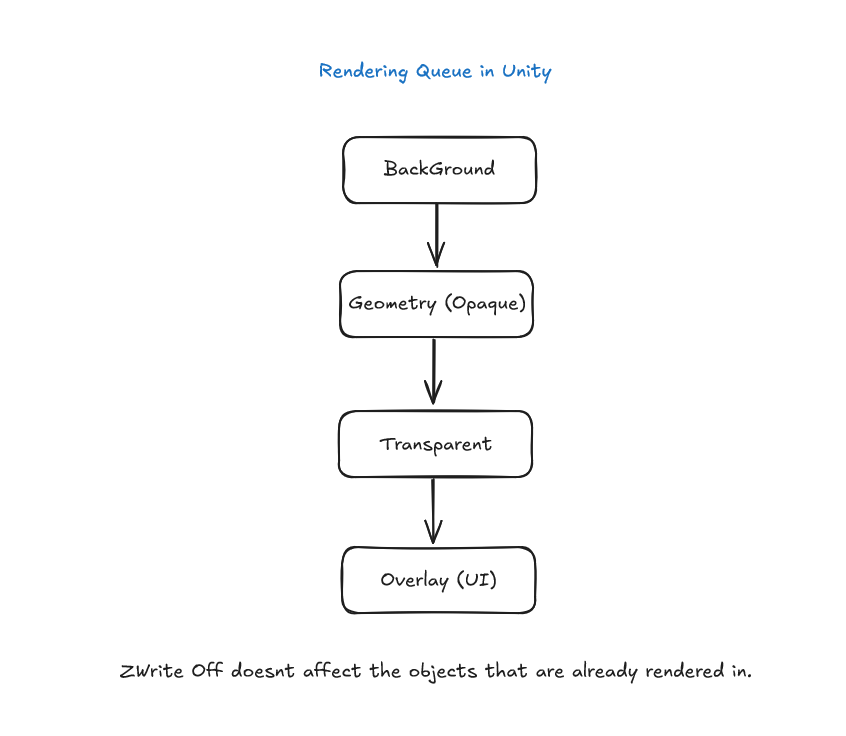 Rendering Queue in Unity
BackGround
Geometry (Opaque)
Transparent
Overlay (UI)
ZWrite Off doesnt affect the objects that are already rendered in.